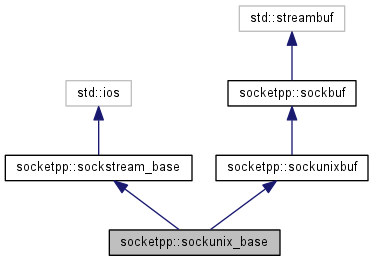 std::streambuf
std::ios
socketpp::sockbuf
socketpp::sockstream_base
socketpp::sockunixbuf
socketpp::sockunix_base